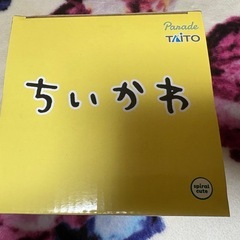 Parade
TAITO
ちいかわ
spiral
cute